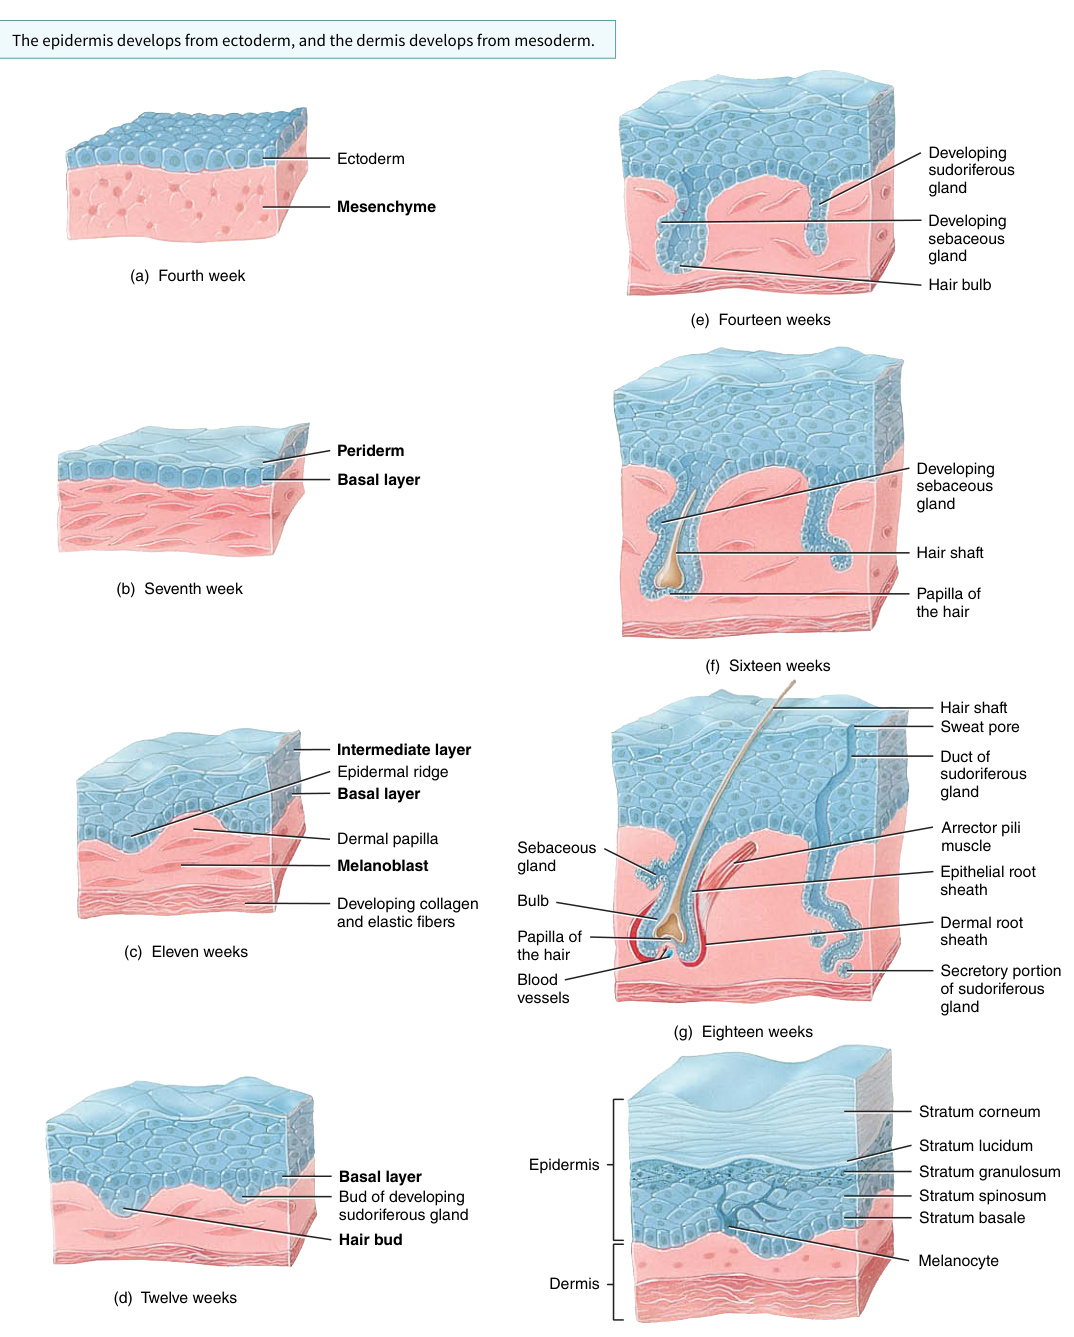 The epidermis develops from ectoderm, and the dermis develops from mesoderm.
Ectoderm
Mesenchyme
(a) Fourth week
Periderm
Basal layer
(b) Seventh week
Intermediate layer
Epidermal ridge
Basal layer
Dermal papilla
Melanoblast
Developing collagen
and elastic fibers
(c) Eleven weeks
Basal layer
Bud of developing
sudoriferous gland
Hair bud
(d) Twelve weeks
Developing
sudoriferous
gland
Developing
sebaceous
gland
Hair bulb
(e) Fourteen weeks
Developing
sebaceous
gland
Hair shaft
Papilla of
the hair
(f) Sixteen weeks
Hair shaft
Sweat pore
Duct of
sudoriferous
gland
Arrector pili
muscle
Epithelial root
sheath
Dermal root
sheath
Secretory portion
of sudoriferous
gland
Sebaceous
gland
Bulb
Papilla of
the hair
Blood
vessels
(g) Eighteen weeks
Epidermis
Dermis
Stratum corneum
Stratum lucidum
Stratum granulosum
Stratum spinosum
Stratum basale
Melanocyte